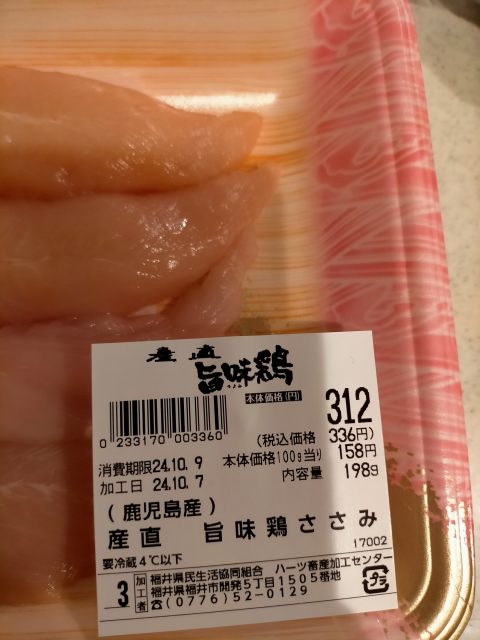 産直
旨味鶏
本体価格(円) 312
0 233170 003360
(税込価格 336円)
消費期限24.10. 9 本体価格100g当り 158円
加工日 24.10. 7 内容量 198g
(鹿児島産)
産直 旨味鶏ささみ
17002
要冷蔵4℃以下
3 加工者 福井県民生活協同組合 ハーツ畜産加工センター
福井県福井市開発5丁目1505番地
☎(0776)52-0129
プラ